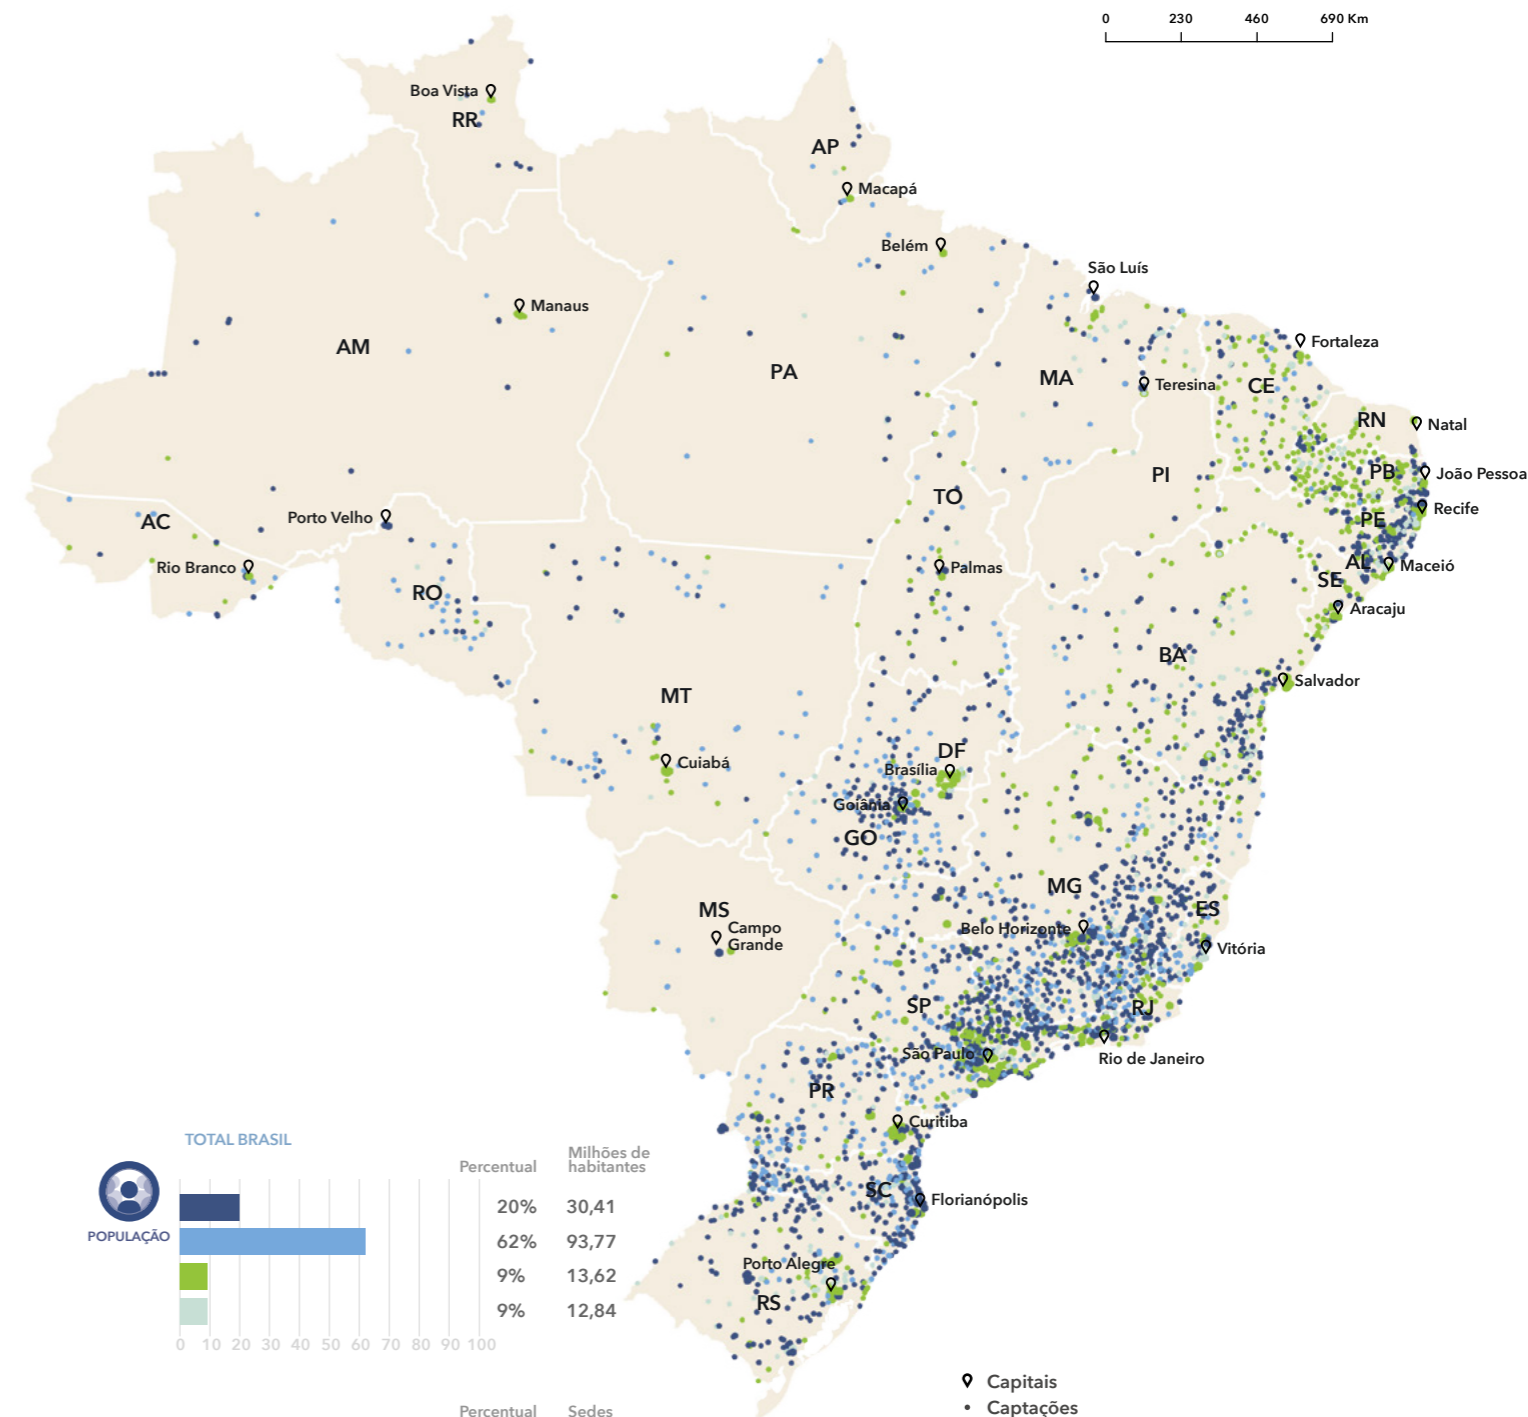 0 230 460 690 Km
Boa Vista
RR
AP
Macapá
Belém
São Luís
Manaus
Fortaleza
AM
PA
MA
Teresina
CE
RN
Natal
PB
João Pessoa
PI
TO
Recife
Porto Velho
AC
PE
Rio Branco
Palmas
AL
Maceió
SE
RO
Aracaju
BA
Salvador
MT
DF
Cuiabá
Brasília
Goiânia
GO
MG
MS
ES
Campo
Grande
Belo Horizonte
Vitória
SP
RJ
São Paulo
Rio de Janeiro
PR
Curitiba
SC
Florianópolis
Porto Alegre
RS
TOTAL BRASIL
Percentual
Milhões de
habitantes
POPULAÇÃO
20% 30,41
62% 93,77
9% 13,62
9% 12,84
0 10 20 30 40 50 60 70 80 90 100
Percentual Sedes
Capitais
Captações